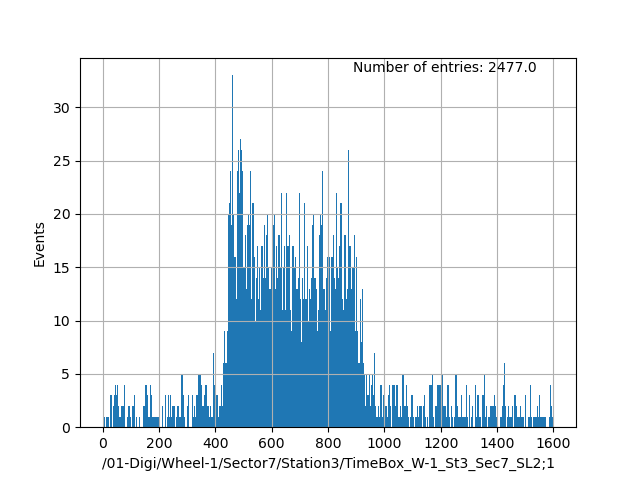 Number of entries: 2477.0
30
25
20
15
10
5
0
Events
0 200 400 600 800 1000 1200 1400 1600
/01-Digi/Wheel-1/Sector7/Station3/TimeBox_W-1_St3_Sec7_SL2;1